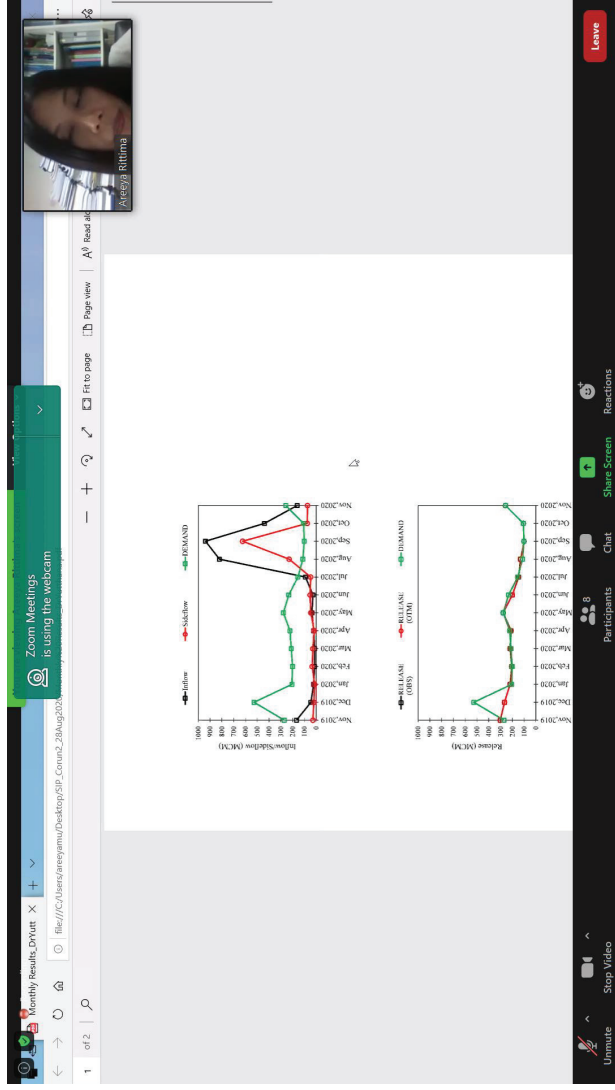 Monthly Results_DrYutt
file:///C:/Users/areeyamu/Desktop/SIP_Corun2_28Aug2020
Zoom Meetings
is using the webcam
1 of 2
Fit to page
Page view
Read alo
Areeya Rittima
Inflow
Sideflow
DEMAND
Inflow/Sideflow (MCM)
1000
900
800
700
600
500
400
300
200
100
0
Nov,2019
Dec,2019
Jan,2020
Feb,2020
Mar,2020
Apr,2020
May,2020
Jun,2020
Jul,2020
Aug,2020
Sep,2020
Oct,2020
Nov,2020
RELEASE
(OBS)
RELEASE
(OTM)
DEMAND
Release (MCM)
1000
900
800
700
600
500
400
300
200
100
0
Nov,2019
Dec,2019
Jan,2020
Feb,2020
Mar,2020
Apr,2020
May,2020
Jun,2020
Jul,2020
Aug,2020
Sep,2020
Oct,2020
Nov,2020
Unmute
Stop Video
Participants
8
Chat
Share Screen
Reactions
Leave